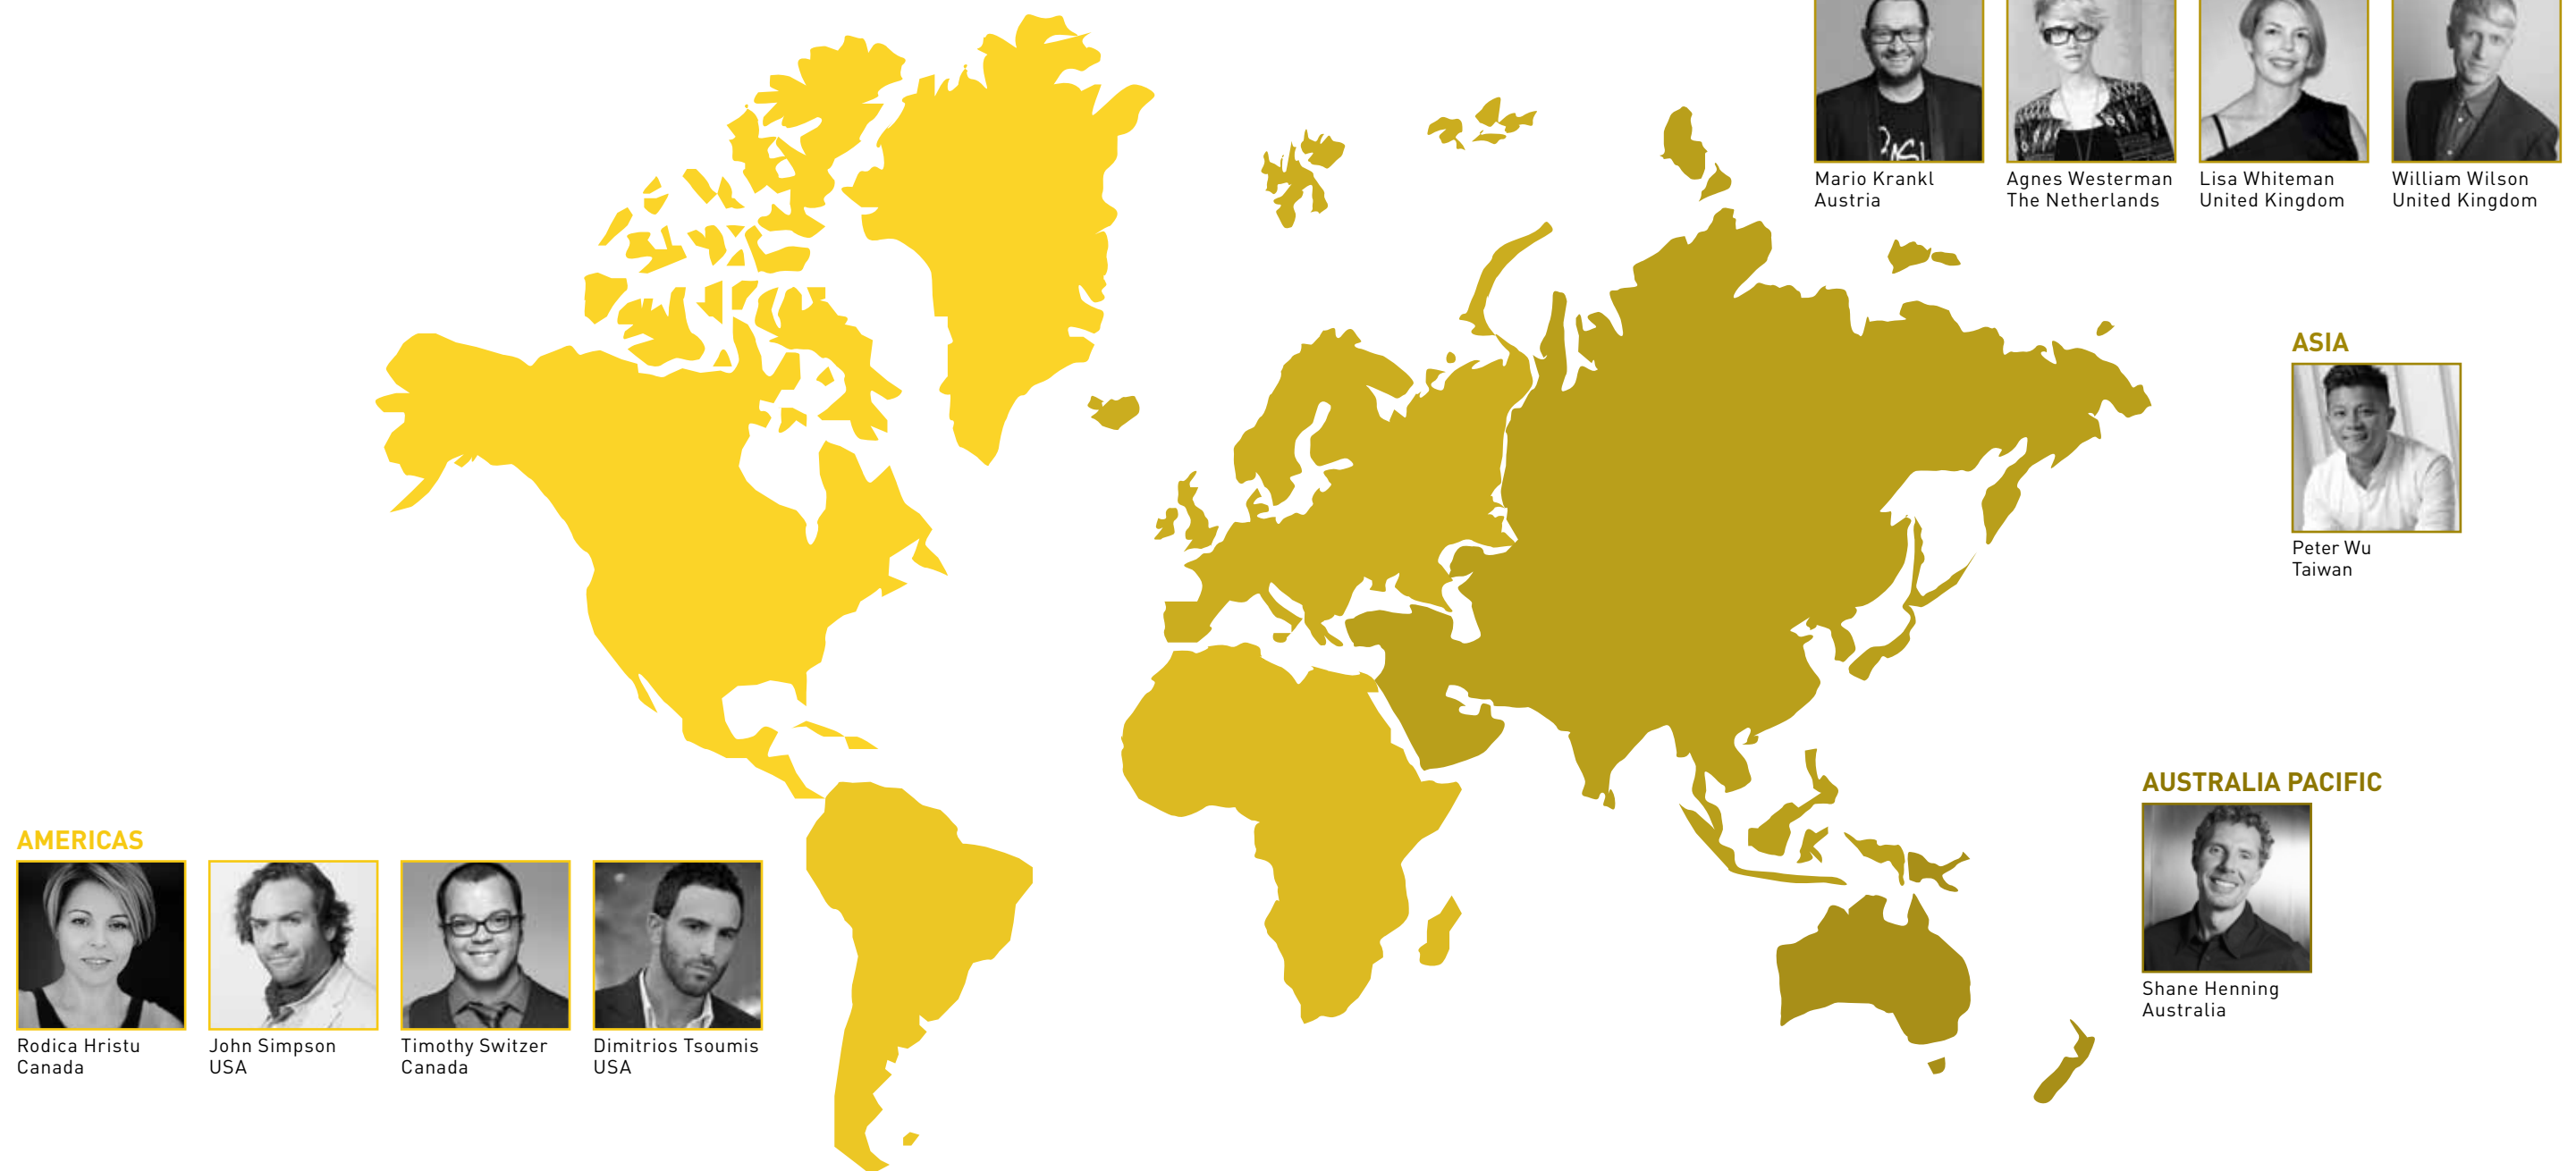 Mario Krankl
Austria
Agnes Westerman
The Netherlands
Lisa Whiteman
United Kingdom
William Wilson
United Kingdom
ASIA
Peter Wu
Taiwan
AUSTRALIA PACIFIC
Shane Henning
Australia
AMERICAS
Rodica Hristu
Canada
John Simpson
USA
Timothy Switzer
Canada
Dimitrios Tsoumis
USA